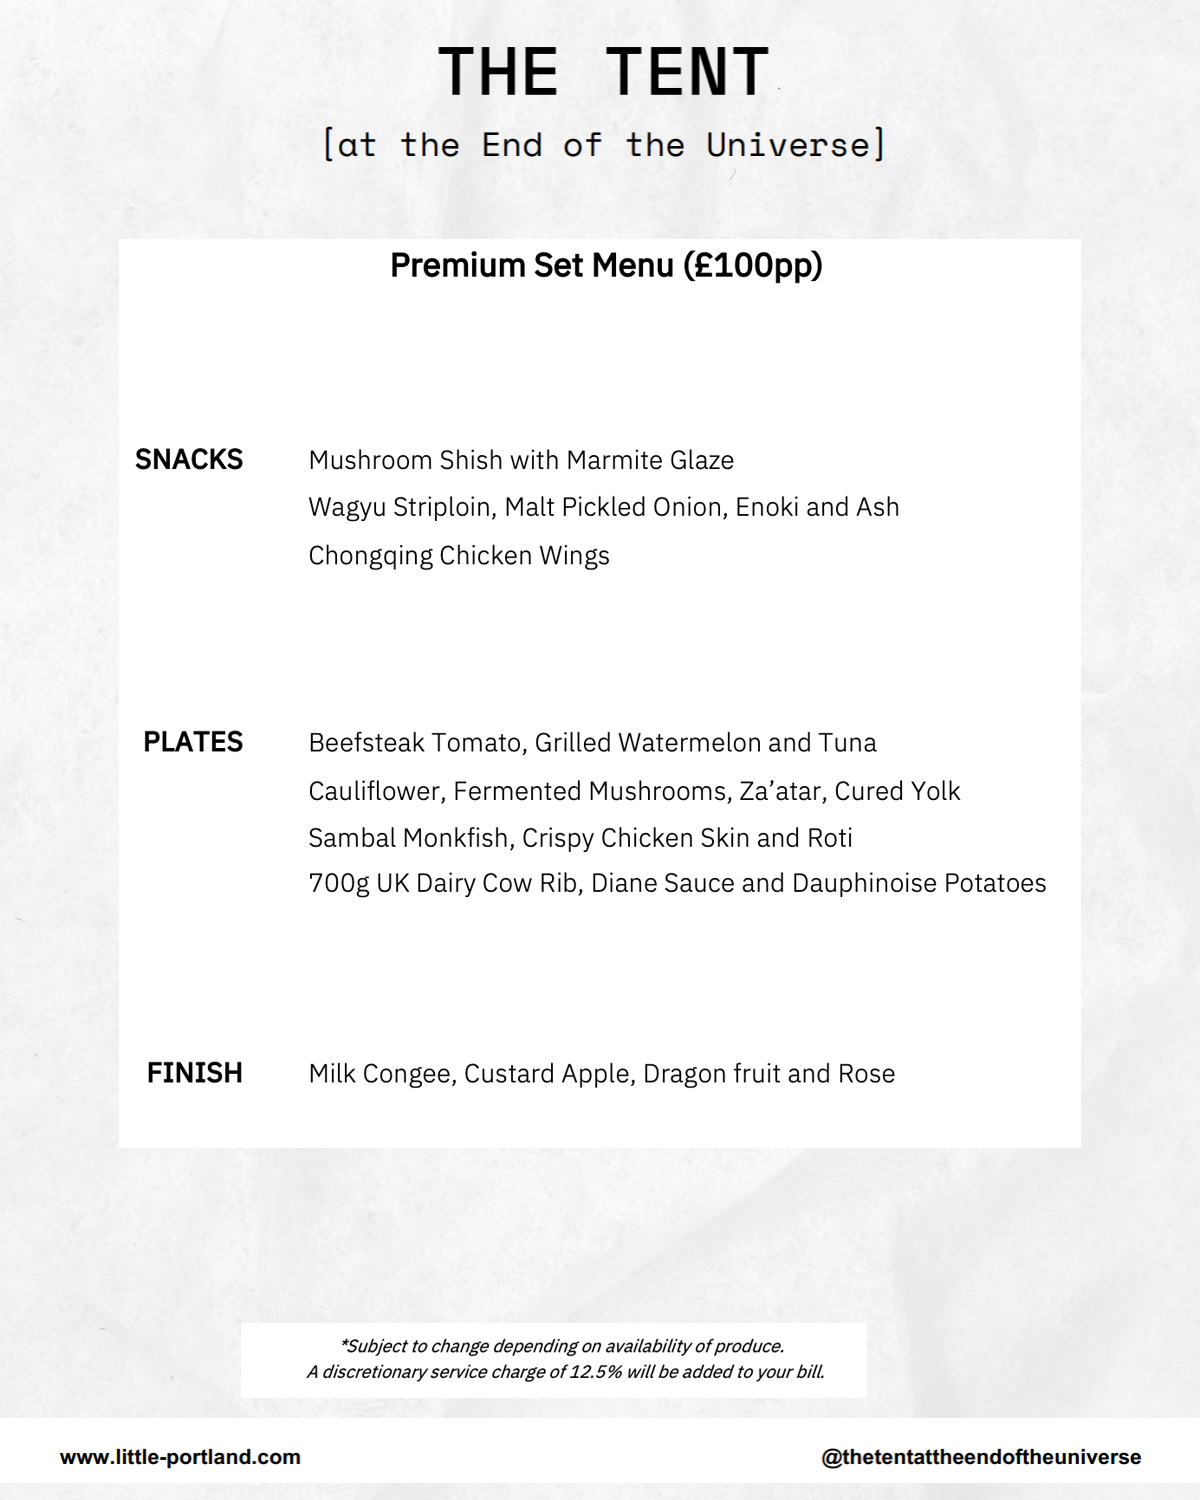 THE TENT
[at the End of the Universe]
Premium Set Menu (£100pp)
SNACKS
Mushroom Shish with Marmite Glaze
Wagyu Striploin, Malt Pickled Onion, Enoki and Ash
Chongqing Chicken Wings
PLATES
Beefsteak Tomato, Grilled Watermelon and Tuna
Cauliflower, Fermented Mushrooms, Za’atar, Cured Yolk
Sambal Monkfish, Crispy Chicken Skin and Roti
700g UK Dairy Cow Rib, Diane Sauce and Dauphinoise Potatoes
FINISH
Milk Congee, Custard Apple, Dragon fruit and Rose
*Subject to change depending on availability of produce.
A discretionary service charge of 12.5% will be added to your bill.
www.little-portland.com
@thetentattheendoftheuniverse